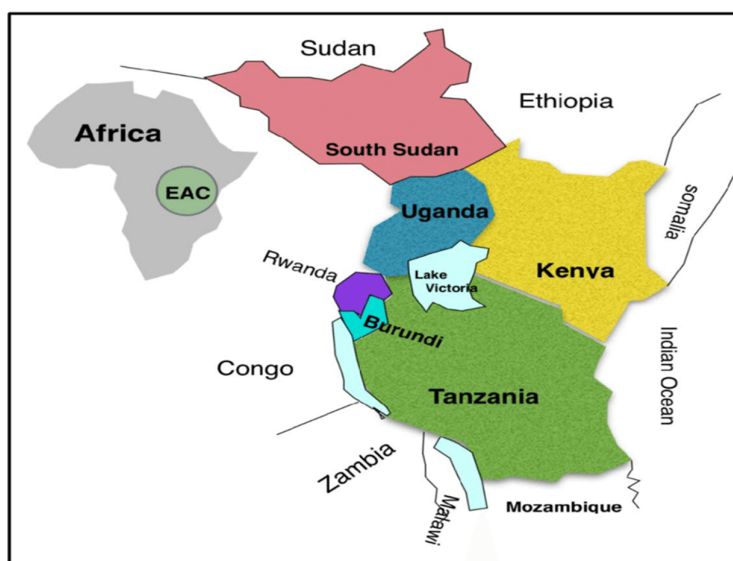 Sudan
Ethiopia
Africa
South Sudan
EAC
somalia
Uganda
Rwanda
Lake
Victoria
Kenya
Burundi
Indian Ocean
Congo
Tanzania
Zambia
Malawi
Mozambique